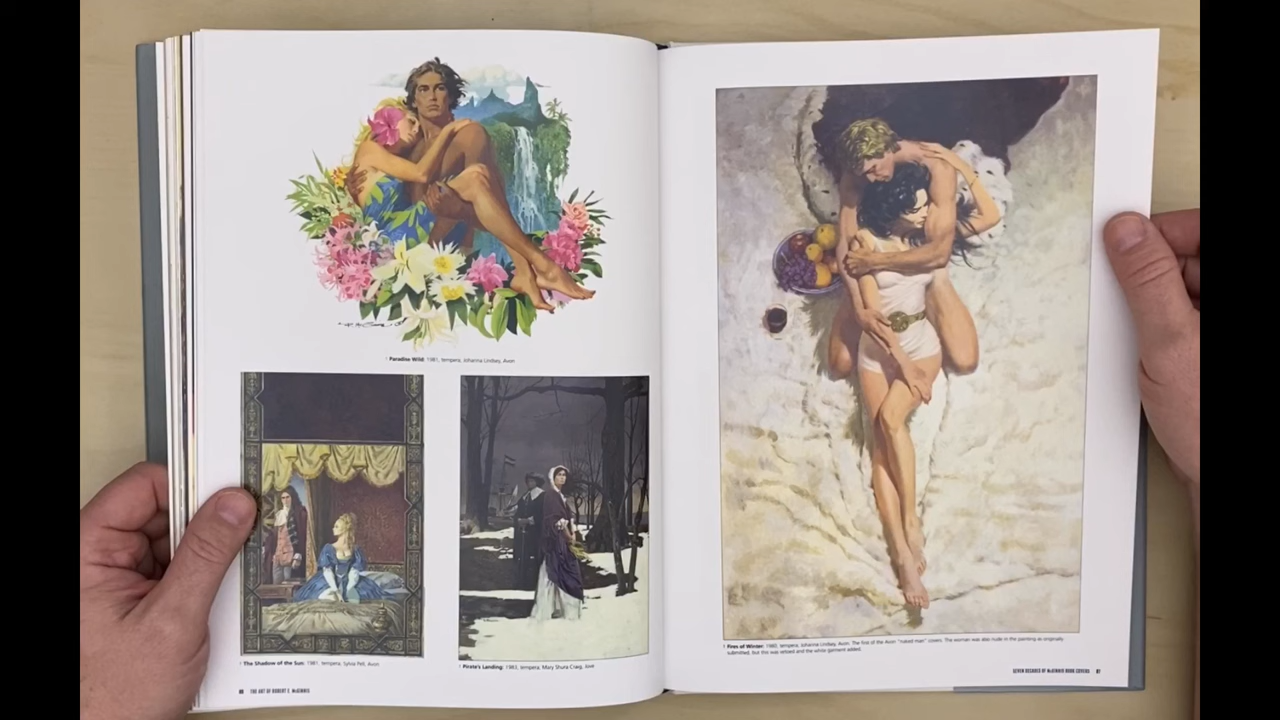 ↑ Paradise Wild: 1981, tempera; Johanna Lindsey, Avon
↑ The Shadow of the Sun: 1981, tempera; Sylvia Pell, Avon
↑ Pirate's Landing: 1983, tempera; Mary Shura Craig, Jove
86 THE ART OF ROBERT E. McGINNIS
↑ Fires of Winter: 1980, tempera; Johanna Lindsey, Avon. The first of the Avon "naked man" covers. The woman was also nude in the painting as originally
submitted, but this was vetoed and the white garment added.
SEVEN DECADES OF McGINNIS BOOK COVERS 87